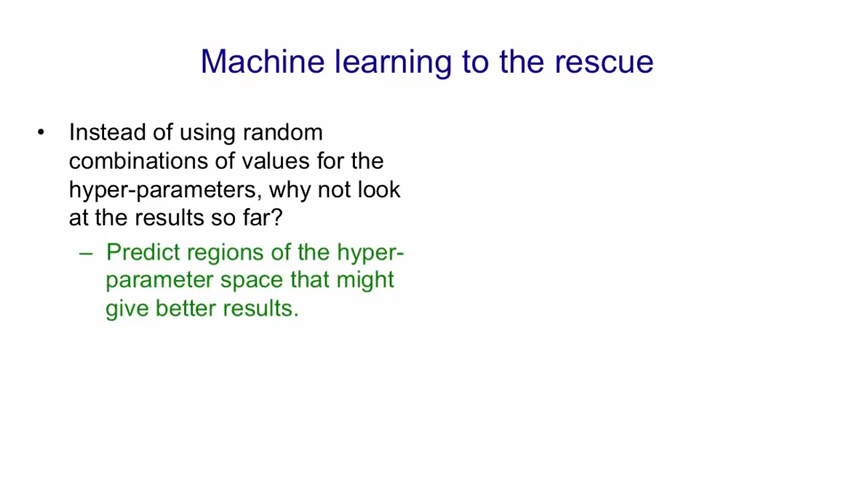 Machine learning to the rescue
• Instead of using random
combinations of values for the
hyper-parameters, why not look
at the results so far?
– Predict regions of the hyper-
parameter space that might
give better results.